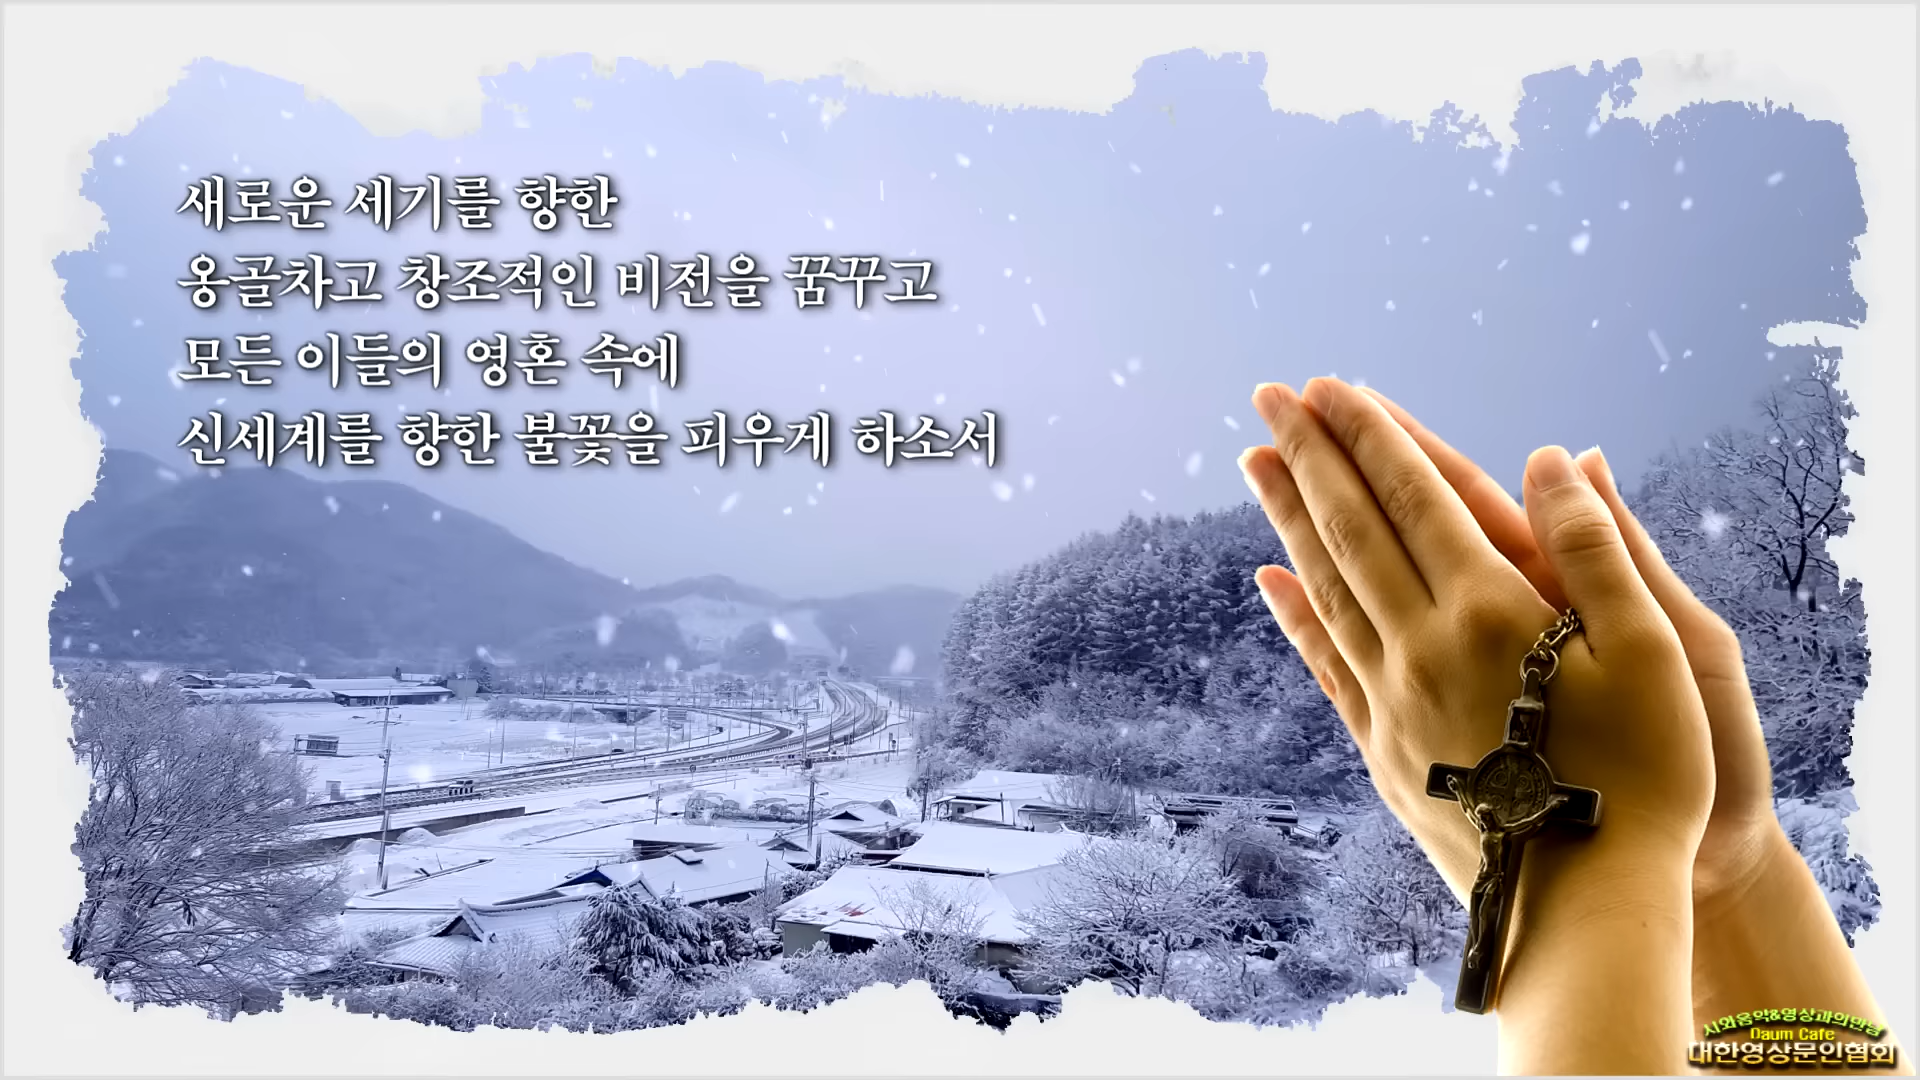 새로운 세기를 향한
옹골차고 창조적인 비전을 꿈꾸고
모든 이들의 영혼 속에
신세계를 향한 불꽃을 피우게 하소서
시와음악&영상과의만남
Daum Cafe
대한영상문인협회